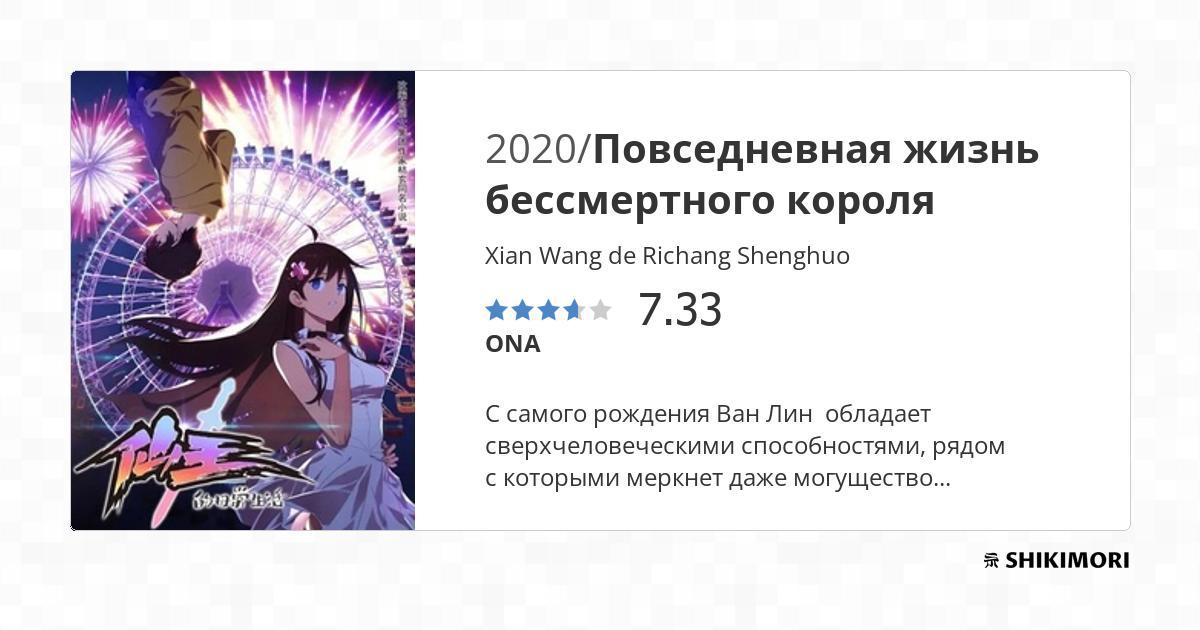 2020/Повседневная жизнь
бессмертного короля
Xian Wang de Richang Shenghuo
7.33
ONA
С самого рождения Ван Лин  обладает
сверхчеловеческими способностями, рядом
с которыми меркнет даже могущество...
仙王
的日常生活
SHIKIMORI